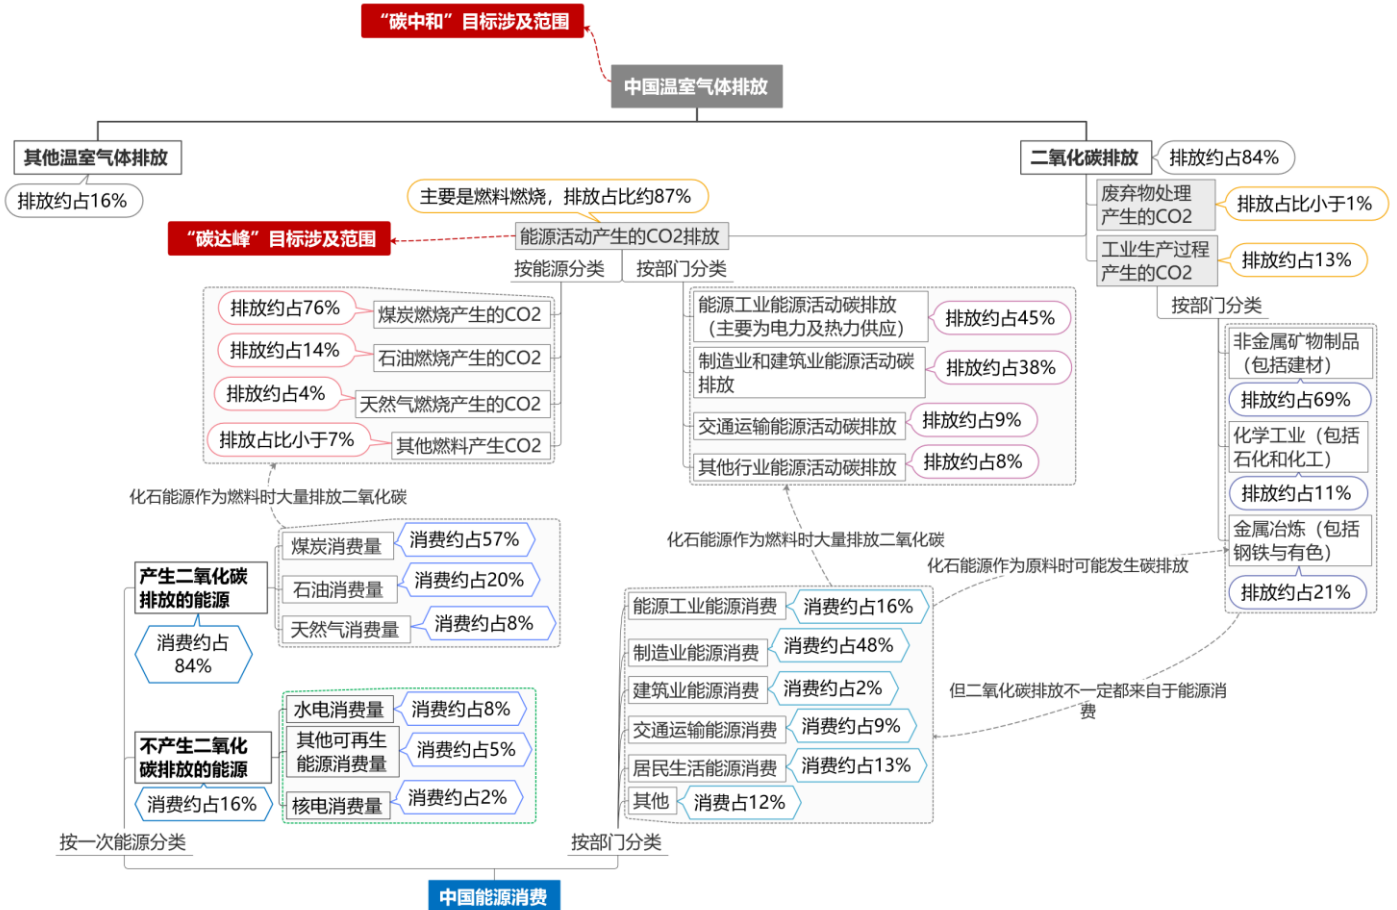 “碳中和”目标涉及范围
中国温室气体排放
其他温室气体排放
排放约占16%
二氧化碳排放
排放约占84%
废弃物处理
产生的CO2
排放占比小于1%
工业生产过程
产生的CO2
排放约占13%
主要是燃料燃烧，排放占比约87%
“碳达峰”目标涉及范围
能源活动产生的CO2排放
按能源分类
按部门分类
排放约占76%
煤炭燃烧产生的CO2
排放约占14%
石油燃烧产生的CO2
排放约占4%
天然气燃烧产生的CO2
排放占比小于7%
其他燃料产生CO2
能源工业能源活动碳排放
（主要为电力及热力供应）
排放约占45%
制造业和建筑业能源活动碳
排放
排放约占38%
交通运输能源活动碳排放
排放约占9%
其他行业能源活动碳排放
排放约占8%
按部门分类
非金属矿物制品
（包括建材）
排放约占69%
化学工业（包括
石化和化工）
排放约占11%
金属冶炼（包括
钢铁与有色）
排放约占21%
化石能源作为燃料时大量排放二氧化碳
化石能源作为燃料时大量排放二氧化碳
化石能源作为原料时可能发生碳排放
但二氧化碳排放不一定都来自于能源消
费
产生二氧化碳
排放的能源
消费约占
84%
煤炭消费量
消费约占57%
石油消费量
消费约占20%
天然气消费量
消费约占8%
不产生二氧化
碳排放的能源
消费约占16%
水电消费量
消费约占8%
其他可再生
能源消费量
消费约占5%
核电消费量
消费约占2%
能源工业能源消费
消费约占16%
制造业能源消费
消费约占48%
建筑业能源消费
消费约占2%
交通运输能源消费
消费约占9%
居民生活能源消费
消费约占13%
其他
消费占12%
按一次能源分类
按部门分类
中国能源消费